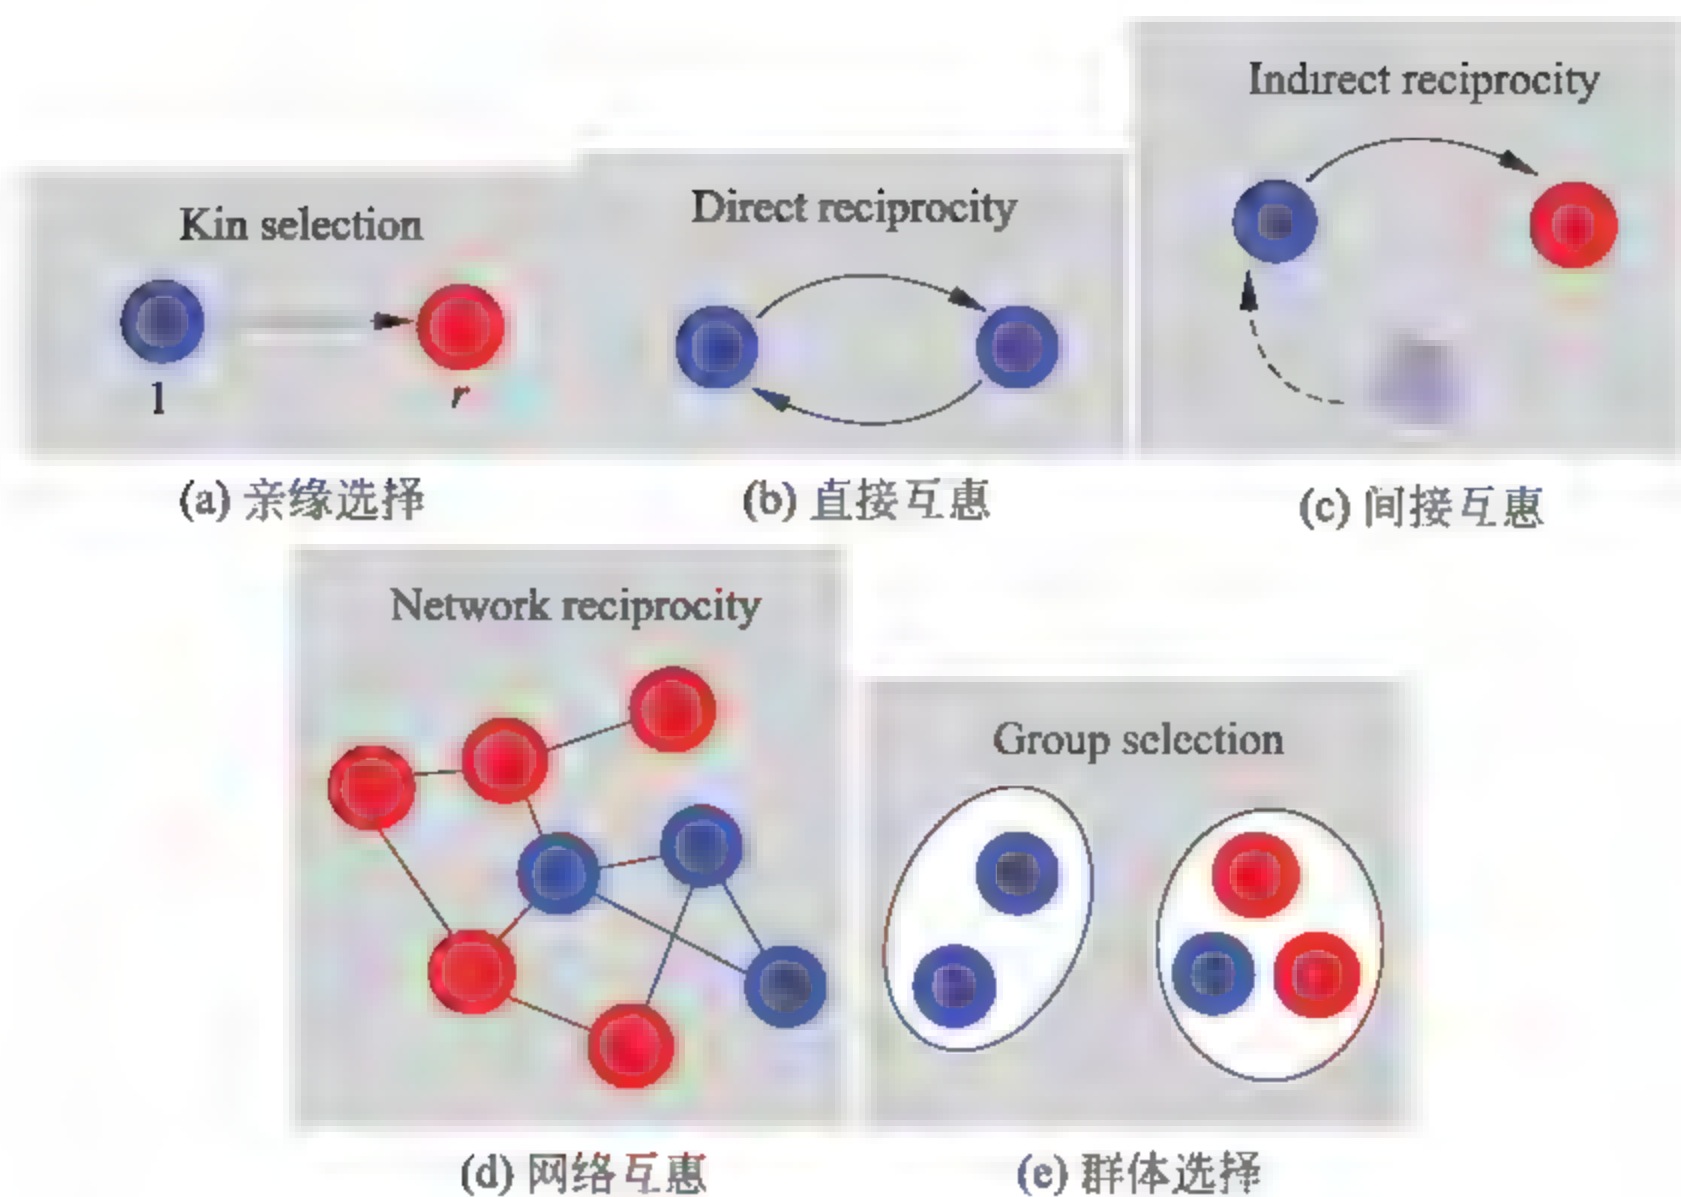 Kin selection
1
r
(a) 亲缘选择
Direct reciprocity
(b) 直接互惠
Indirect reciprocity
(c) 间接互惠
Network reciprocity
(d) 网络互惠
Group selection
(e) 群体选择